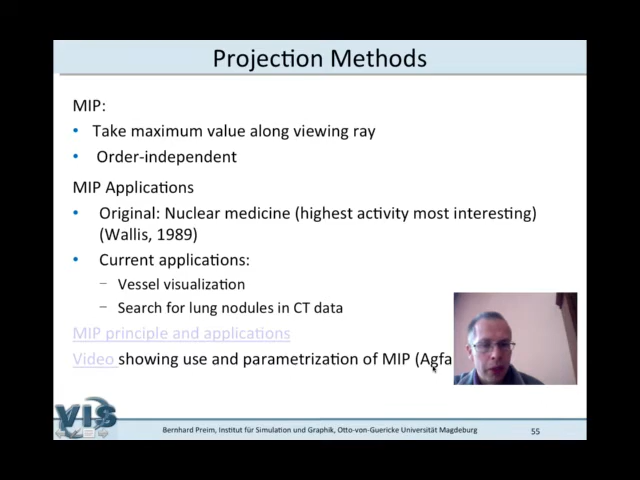 Projection Methods
MIP:
• Take maximum value along viewing ray
• Order-independent
MIP Applications
• Original: Nuclear medicine (highest activity most interesting)
(Wallis, 1989)
• Current applications:
– Vessel visualization
– Search for lung nodules in CT data
MIP principle and applications
Video showing use and parametrization of MIP (Agfa
VIS
Bernhard Preim, Institut für Simulation und Graphik, Otto-von-Guericke Universität Magdeburg
55